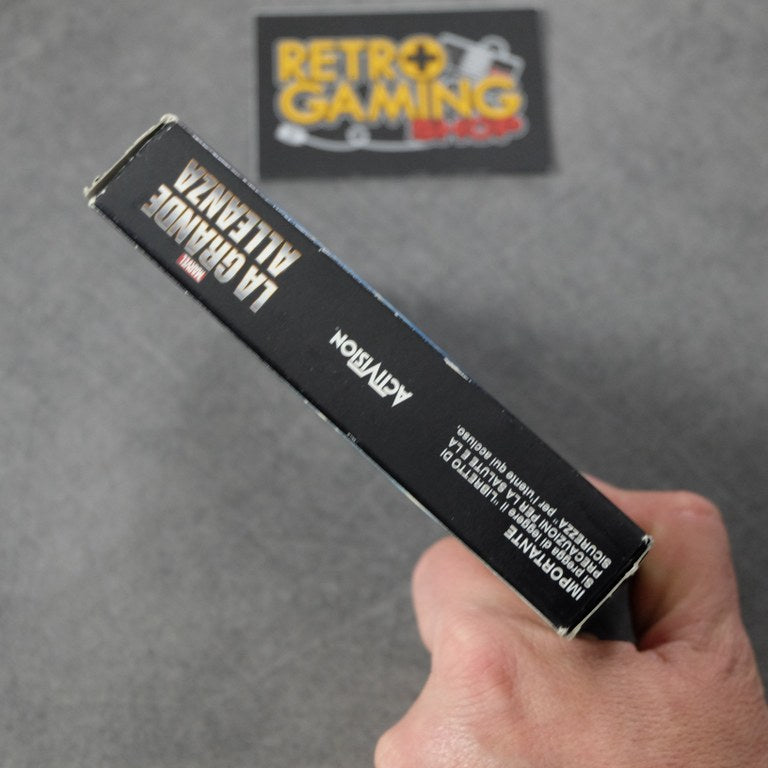 RETRO
GAMING
SHOP
MARVEL
LA GRANDE
ALLEANZA
ACTIVISION.
IMPORTANTE
Si prega di leggere il "LIBRETTO DI
PRECAUZIONI PER LA SALUTE E LA
SICUREZZA" per l'utente qui accluso.